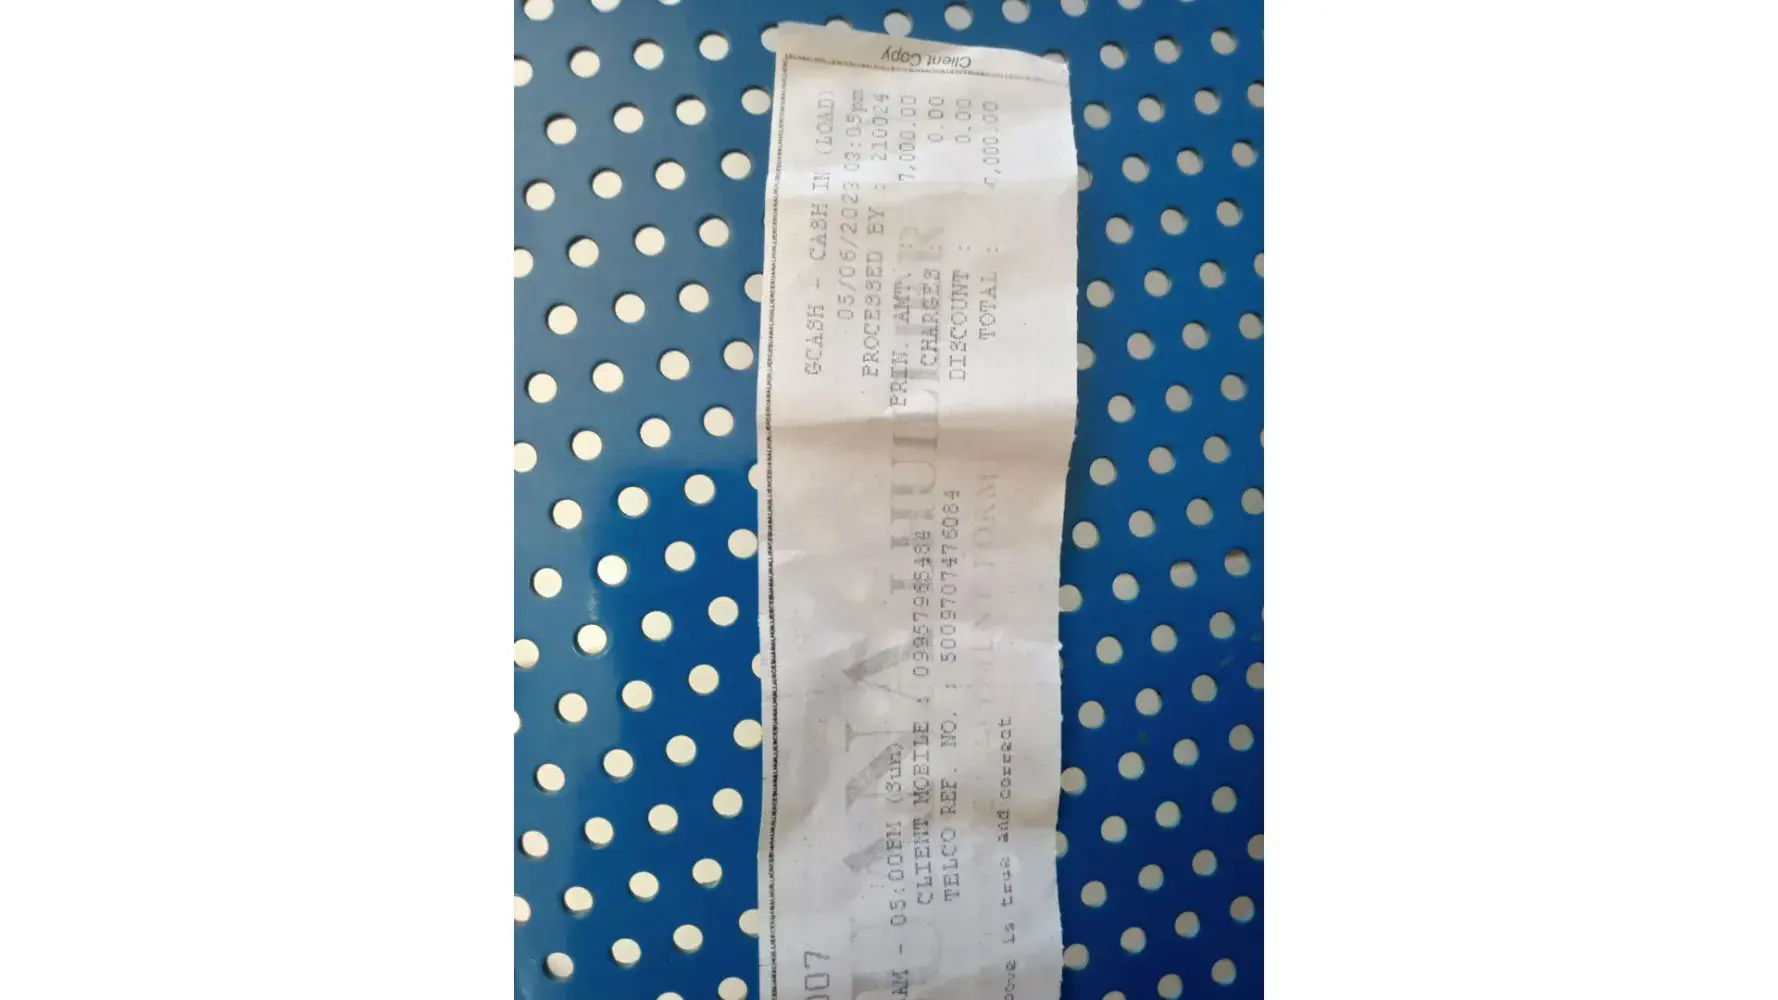 Client Copy
GCASH - CASH IN (LOAD)
05/06/2023 03:05pm
PROCESSED BY : 210024
PRIN. AMT : 7,000.00
CHARGES 0.00
DISCOUNT : 0.00
TOTAL : 7,000.00
007
AM - 05:00PM (Sun)
CLIENT MOBILE :
TELCO REF. NO. : 5009707476084
is true and correct